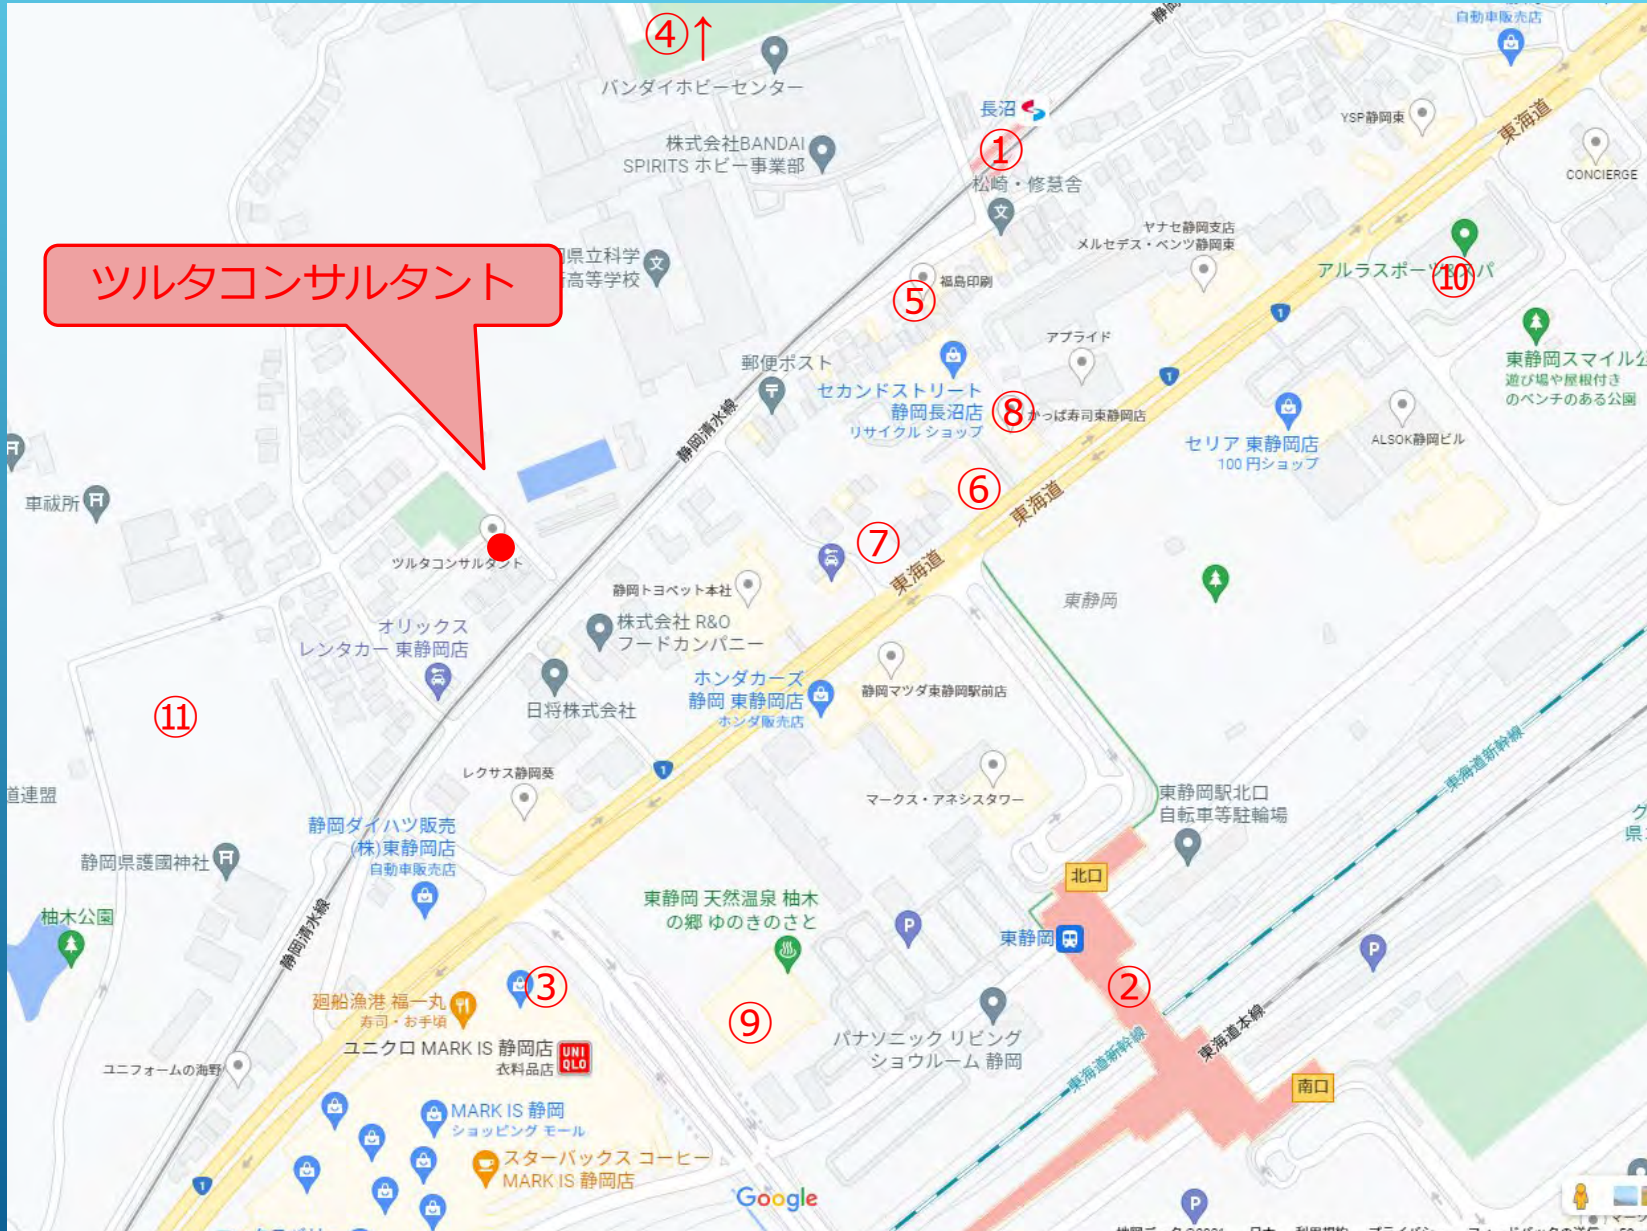 ④↑
バンダイホビーセンター
自動車販売店
長沼
①
株式会社BANDAI
SPIRITS ホビー事業部
松崎・修慧舎
YSP静岡東
東海道
CONCIERGE
ヤナセ静岡支店
メルセデス・ベンツ静岡東
アルラスポーツ&スパ
⑩
ツルタコンサルタント
県立科学
高等学校
福島印刷
⑤
アプライド
郵便ポスト
セカンドストリート
静岡長沼店
リサイクル ショップ
⑧
かっぱ寿司東静岡店
1
1
東静岡スマイル公
遊び場や屋根付き
のベンチのある公園
セリア 東静岡店
100 円ショップ
ALSOK静岡ビル
静岡清水線
車祓所
⑥
東海道
⑦
東海道
ツルタコンサルタント
静岡トヨペット本社
株式会社 R&O
フードカンパニー
東静岡
オリックス
レンタカー 東静岡店
日将株式会社
ホンダカーズ
静岡 東静岡店
ホンダ販売店
静岡マツダ東静岡駅前店
⑪
レクサス静岡葵
1
マークス・アネシスタワー
東海道新幹線
東静岡駅北口
自転車等駐輪場
道連盟
静岡ダイハツ販売
(株)東静岡店
自動車販売店
静岡県護國神社
柚木公園
静岡清水線
東静岡 天然温泉 柚木
の郷 ゆのきのさと
P
北口
東静岡
P
②
③
廻船漁港 福一丸
寿司・お手頃
⑨
パナソニック リビング
ショウルーム 静岡
東海道新幹線
東海道本線
ユニクロ MARK IS 静岡店
衣料品店
UNI
QLO
ユニフォームの海野
南口
MARK IS 静岡
ショッピング モール
スターバックス コーヒー
MARK IS 静岡店
1
Google
P